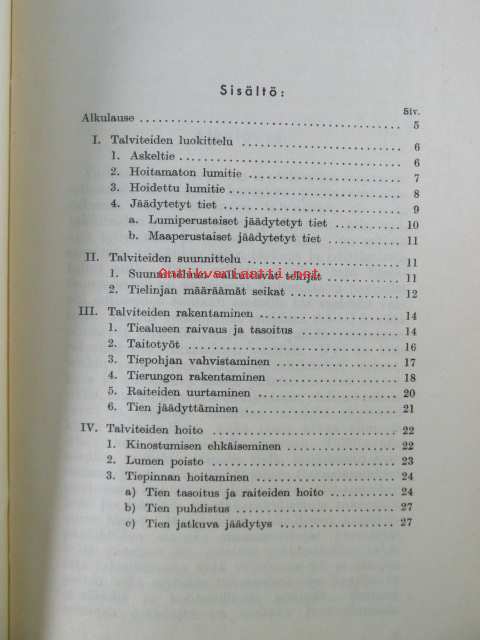 Sisältö:
Siv.
Alkulause 5
I. Talviteiden luokittelu 6
1. Askeltie 6
2. Hoitamaton lumitie 7
3. Hoidettu lumitie 8
4. Jäädytetyt tiet 9
a. Lumiperustaiset jäädytetyt tiet 10
b. Maaperustaiset jäädytetyt tiet 11
II. Talviteiden suunnittelu 11
Antikvariaatti.net
1. Suunnitteluun vaikuttavat tekijät 11
2. Tielinjan määräämät seikat 12
III. Talviteiden rakentaminen 14
1. Tiealueen raivaus ja tasoitus 14
2. Taitotyöt 16
3. Tiepohjan vahvistaminen 17
4. Tierungon rakentaminen 18
5. Raiteiden uurtaminen 20
6. Tien jäädyttäminen 21
IV. Talviteiden hoito 22
1. Kinostumisen ehkäiseminen 22
2. Lumen poisto 23
3. Tiepinnan hoitaminen 24
a) Tien tasoitus ja raiteiden hoito 24
b) Tien puhdistus 27
c) Tien jatkuva jäädytys 27